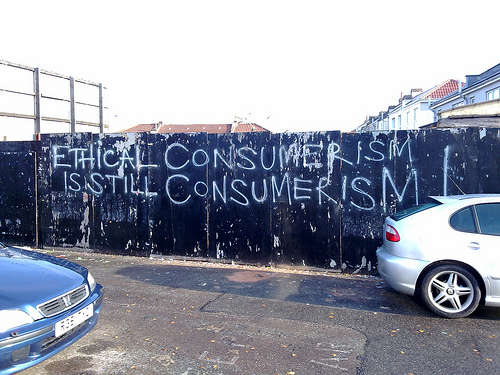 ETHICAL CONSUMERISM
IS STILL CONSUMERISM!